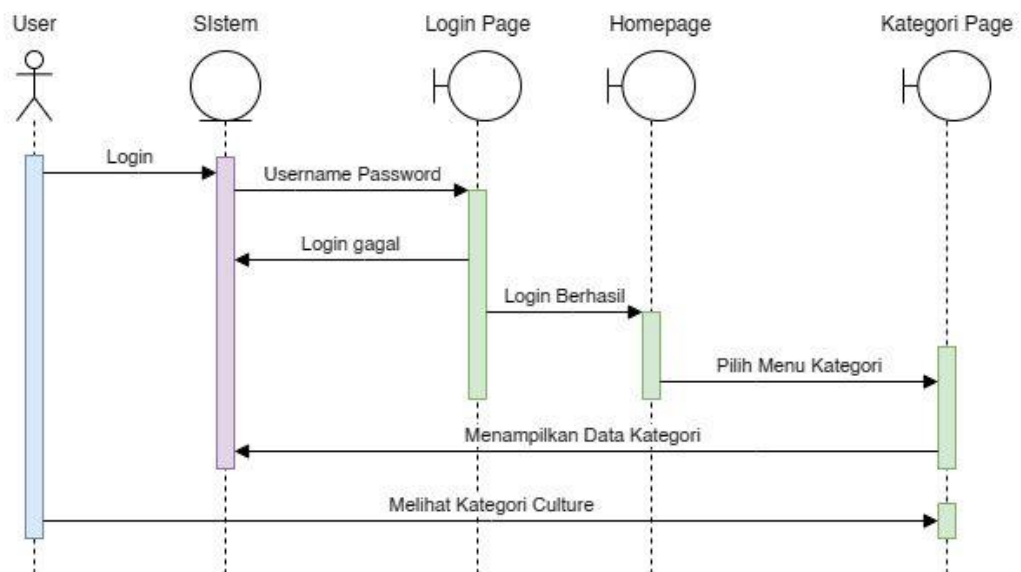 User
SIstem
Login Page
Homepage
Kategori Page
Login
Username Password
Login gagal
Login Berhasil
Pilih Menu Kategori
Menampilkan Data Kategori
Melihat Kategori Culture